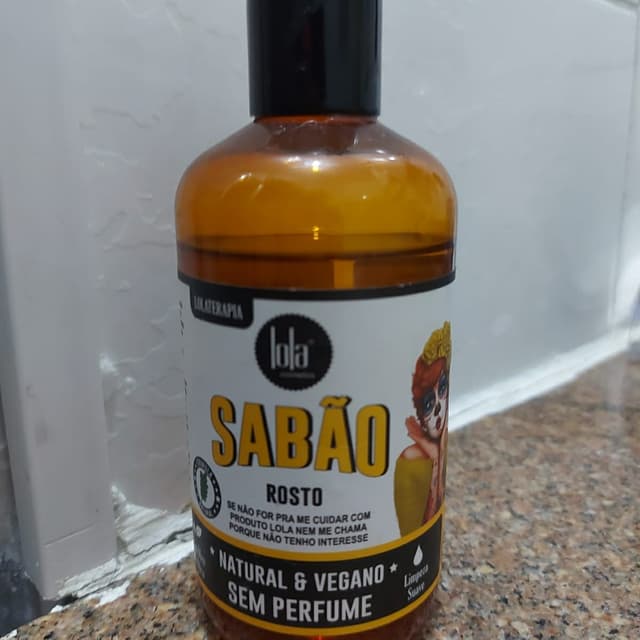 LOLATERAPIA
lola
SABÃO
ROSTO
SE NÃO FOR PRA ME CUIDAR COM
PRODUTO LOLA NEM ME CHAMA
PORQUE NÃO TENHO INTERESSE
NATURAL & VEGANO
SEM PERFUME
Limpeza
Suave